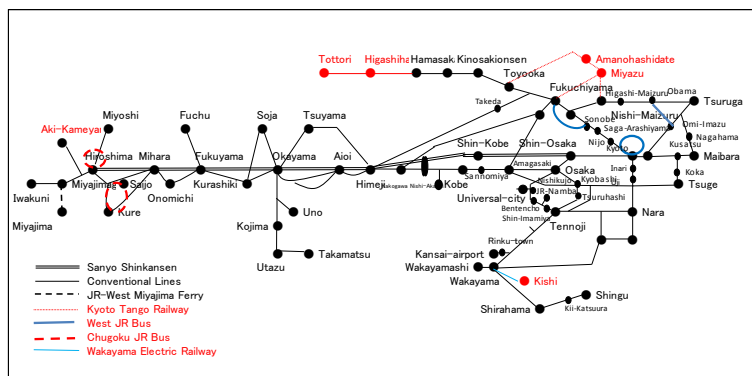 Tottori
Higashiha
Hamasak
Kinosakionsen
Amanohashidate
Toyooka
Miyazu
Takeda
Fukuchiyama
Higashi-Maizuru
Obama
Tsuruga
Miyoshi
Fuchu
Soja
Tsuyama
Nishi-Maizuru
Sonobe
Saga-Arashiyama
Omi-Imazu
Nagahama
Aki-Kameyam
Nijo
Kyoto
Kusatsu
Hiroshima
Mihara
Okayama
Aioi
Shin-Kobe
Shin-Osaka
Maibara
Miyajimag
Saijo
Fukuyama
Himeji
Nishi-Ak
Kobe
Sannomiya
Amagasaki
Osaka
Inari
Uji
Koka
Iwakuni
Onomichi
Kurashiki
Universal-city
Nishikujo
Kyobashi
JR-Namba
Tsuruhashi
Tsuge
Miyajima
Kure
Uno
Bentencho
Shin-Imamiya
Tennoji
Nara
Kojima
Rinku-town
Kansai-airport
Utazu
Takamatsu
Wakayamashi
Wakayama
Kishi
Shirahama
Kii-Katsuura
Shingu
Sanyo Shinkansen
Conventional Lines
JR-West Miyajima Ferry
Kyoto Tango Railway
West JR Bus
Chugoku JR Bus
Wakayama Electric Railway